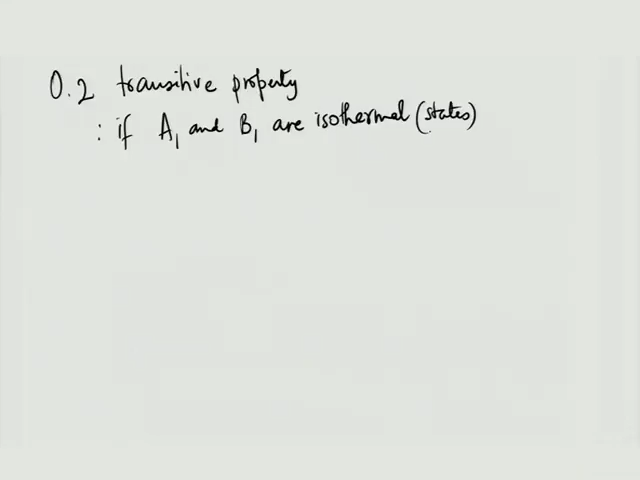 0.2 transitive property
: if A₁ and B₁ are isothermal (states)